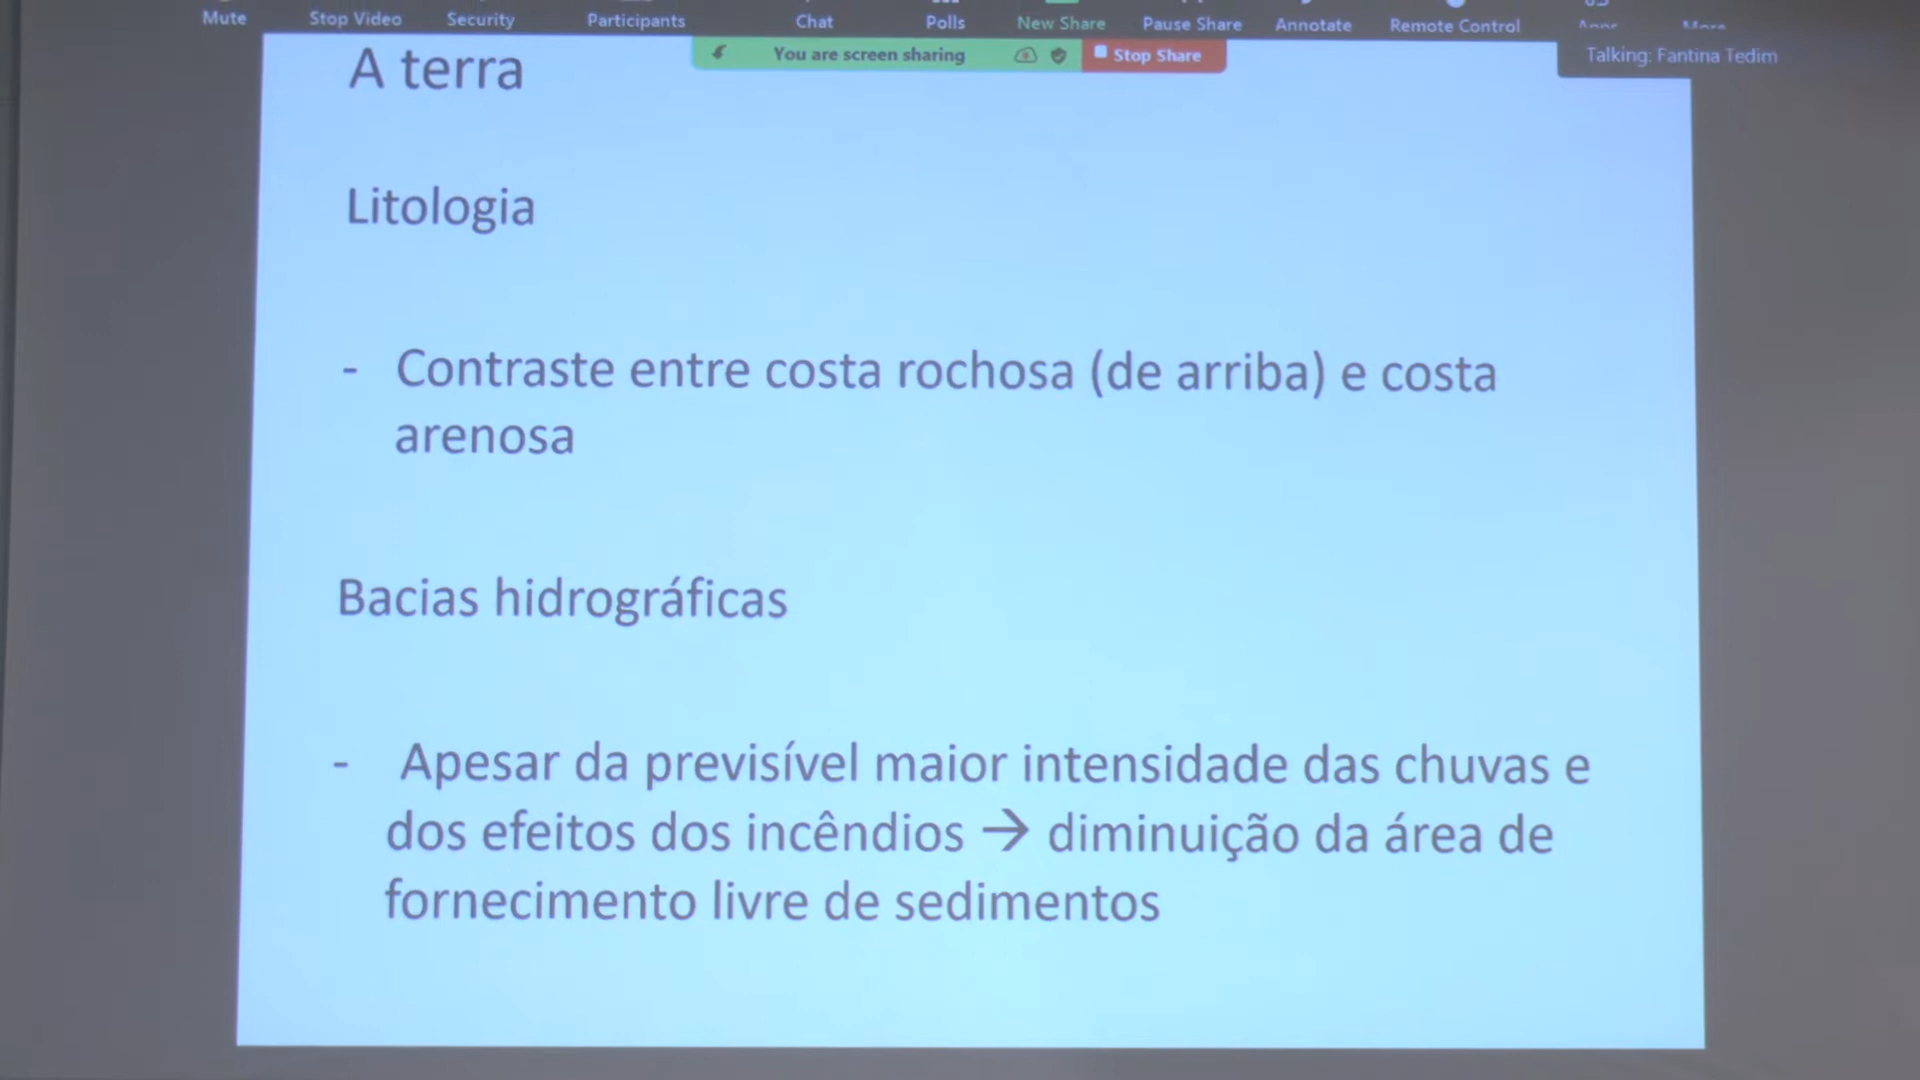 Mute Stop Video Security Participants Chat Polls New Share Pause Share Annotate Remote Control
You are screen sharing Stop Share
Talking: Fantina Tedim
A terra
Litologia
- Contraste entre costa rochosa (de arriba) e costa
arenosa
Bacias hidrográficas
- Apesar da previsível maior intensidade das chuvas e
dos efeitos dos incêndios → diminuição da área de
fornecimento livre de sedimentos